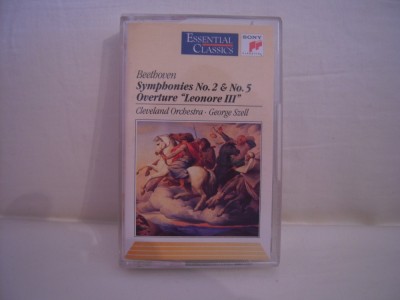 ESSENTIAL
CLASSICS
SONY
Beethoven
Symphonies No. 2 & No. 5
Overture "Leonore III"
Cleveland Orchestra · George Szell